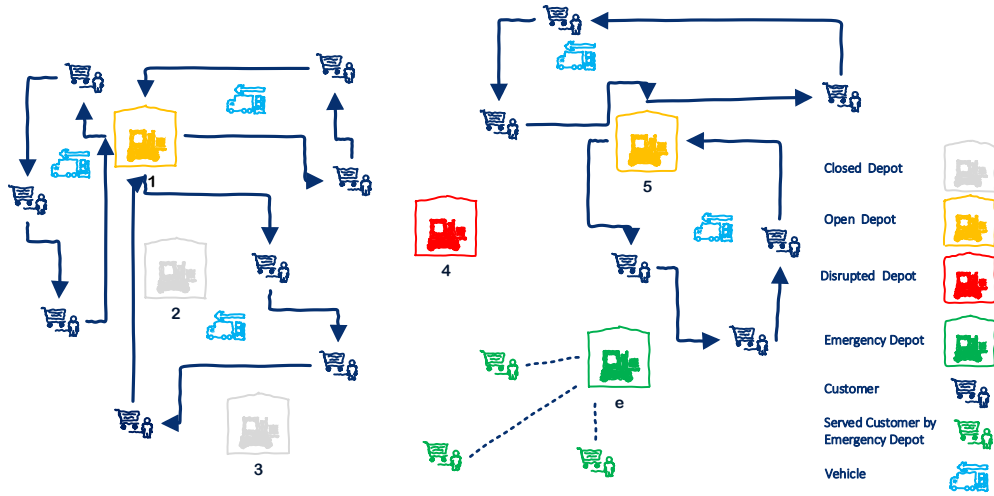 1
2
3
4
5
e
Closed Depot
Open Depot
Disrupted Depot
Emergency Depot
Customer
Served Customer by
Emergency Depot
Vehicle